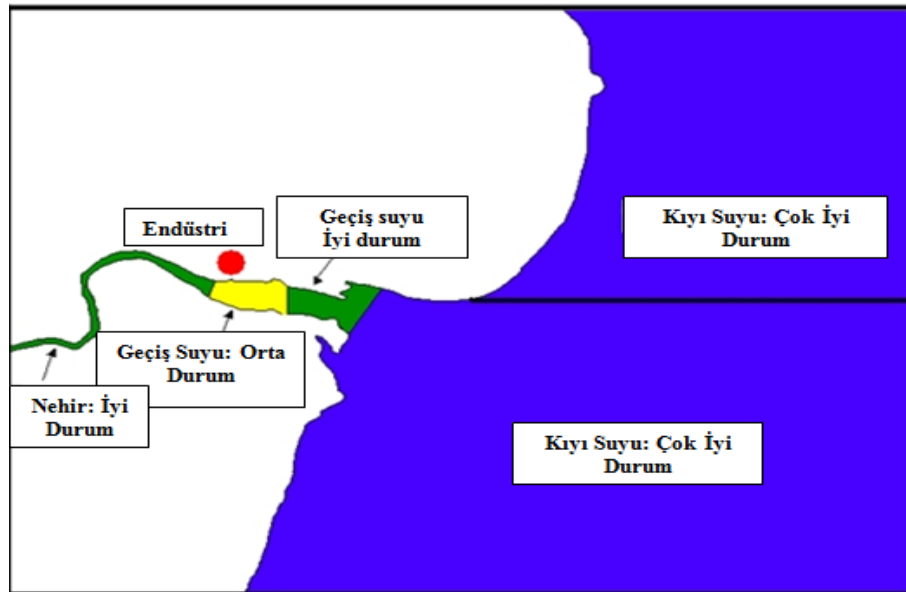 Endüstri
Geçiş suyu
İyi durum
Kıyı Suyu: Çok İyi
Durum
Geçiş Suyu: Orta
Durum
Nehir: İyi
Durum
Kıyı Suyu: Çok İyi
Durum